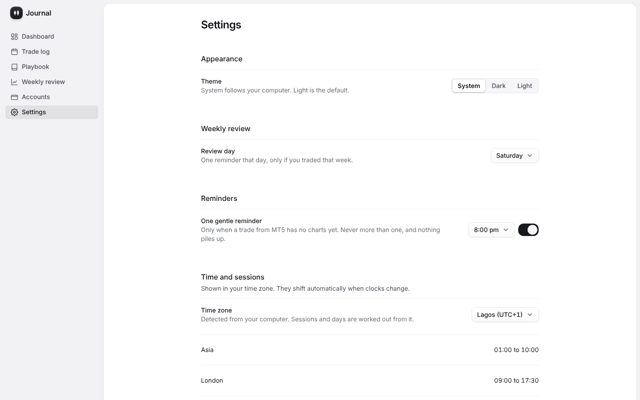 Journal
Dashboard
Trade log
Playbook
Weekly review
Accounts
Settings
Settings
Appearance
Theme
System follows your computer. Light is the default.
System Dark Light
Weekly review
Review day
One reminder that day, only if you traded that week.
Saturday
Reminders
One gentle reminder
Only when a trade from MT5 has no charts yet. Never more than one, and nothing
piles up.
8:00 pm
Time and sessions
Shown in your time zone. They shift automatically when clocks change.
Time zone
Detected from your computer. Sessions and days are worked out from it.
Lagos (UTC+1)
Asia 01:00 to 10:00
London 09:00 to 17:30